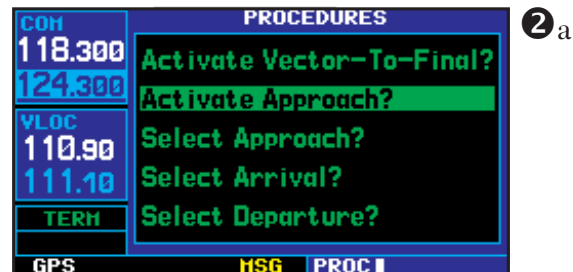 COM
118.300
124.300
VLOC
110.90
111.10
TERM
GPS
PROCEDURES
Activate Vector-To-Final?
Activate Approach?
Select Approach?
Select Arrival?
Select Departure?
MSG
PROC
❷a